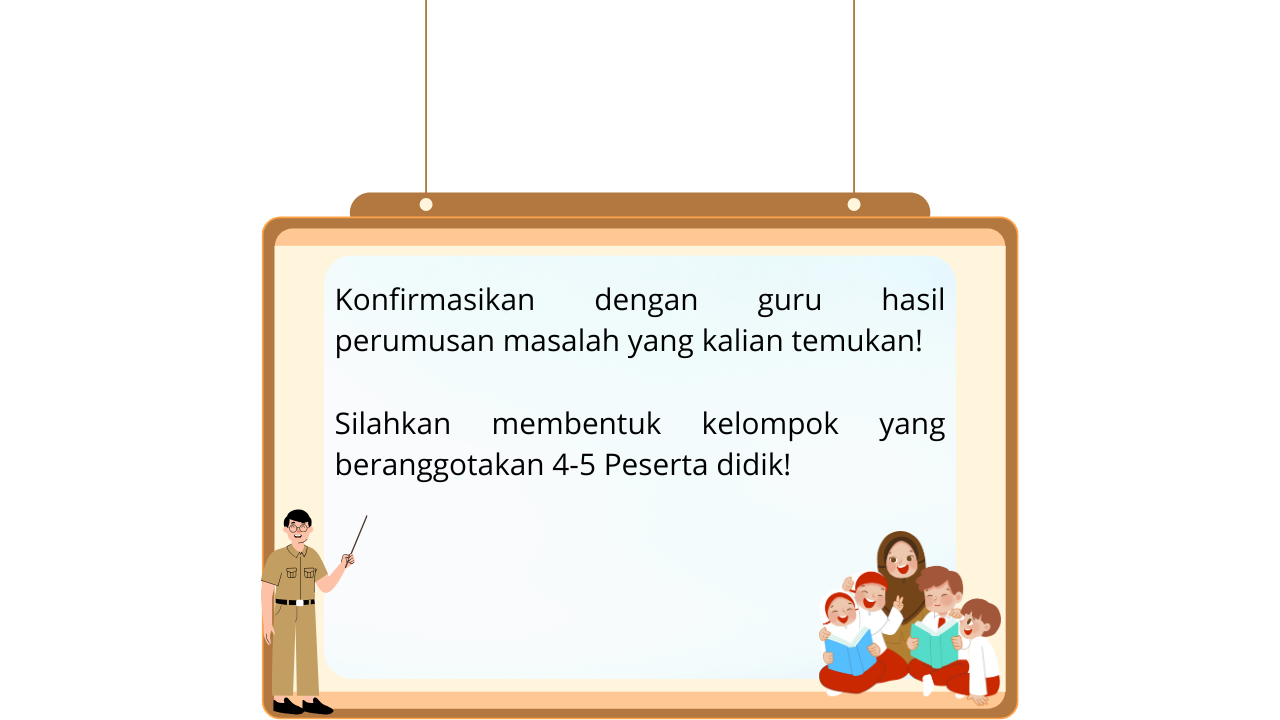 Konfirmasikan dengan guru hasil
perumusan masalah yang kalian temukan!
Silahkan membentuk kelompok yang
beranggotakan 4-5 Peserta didik!